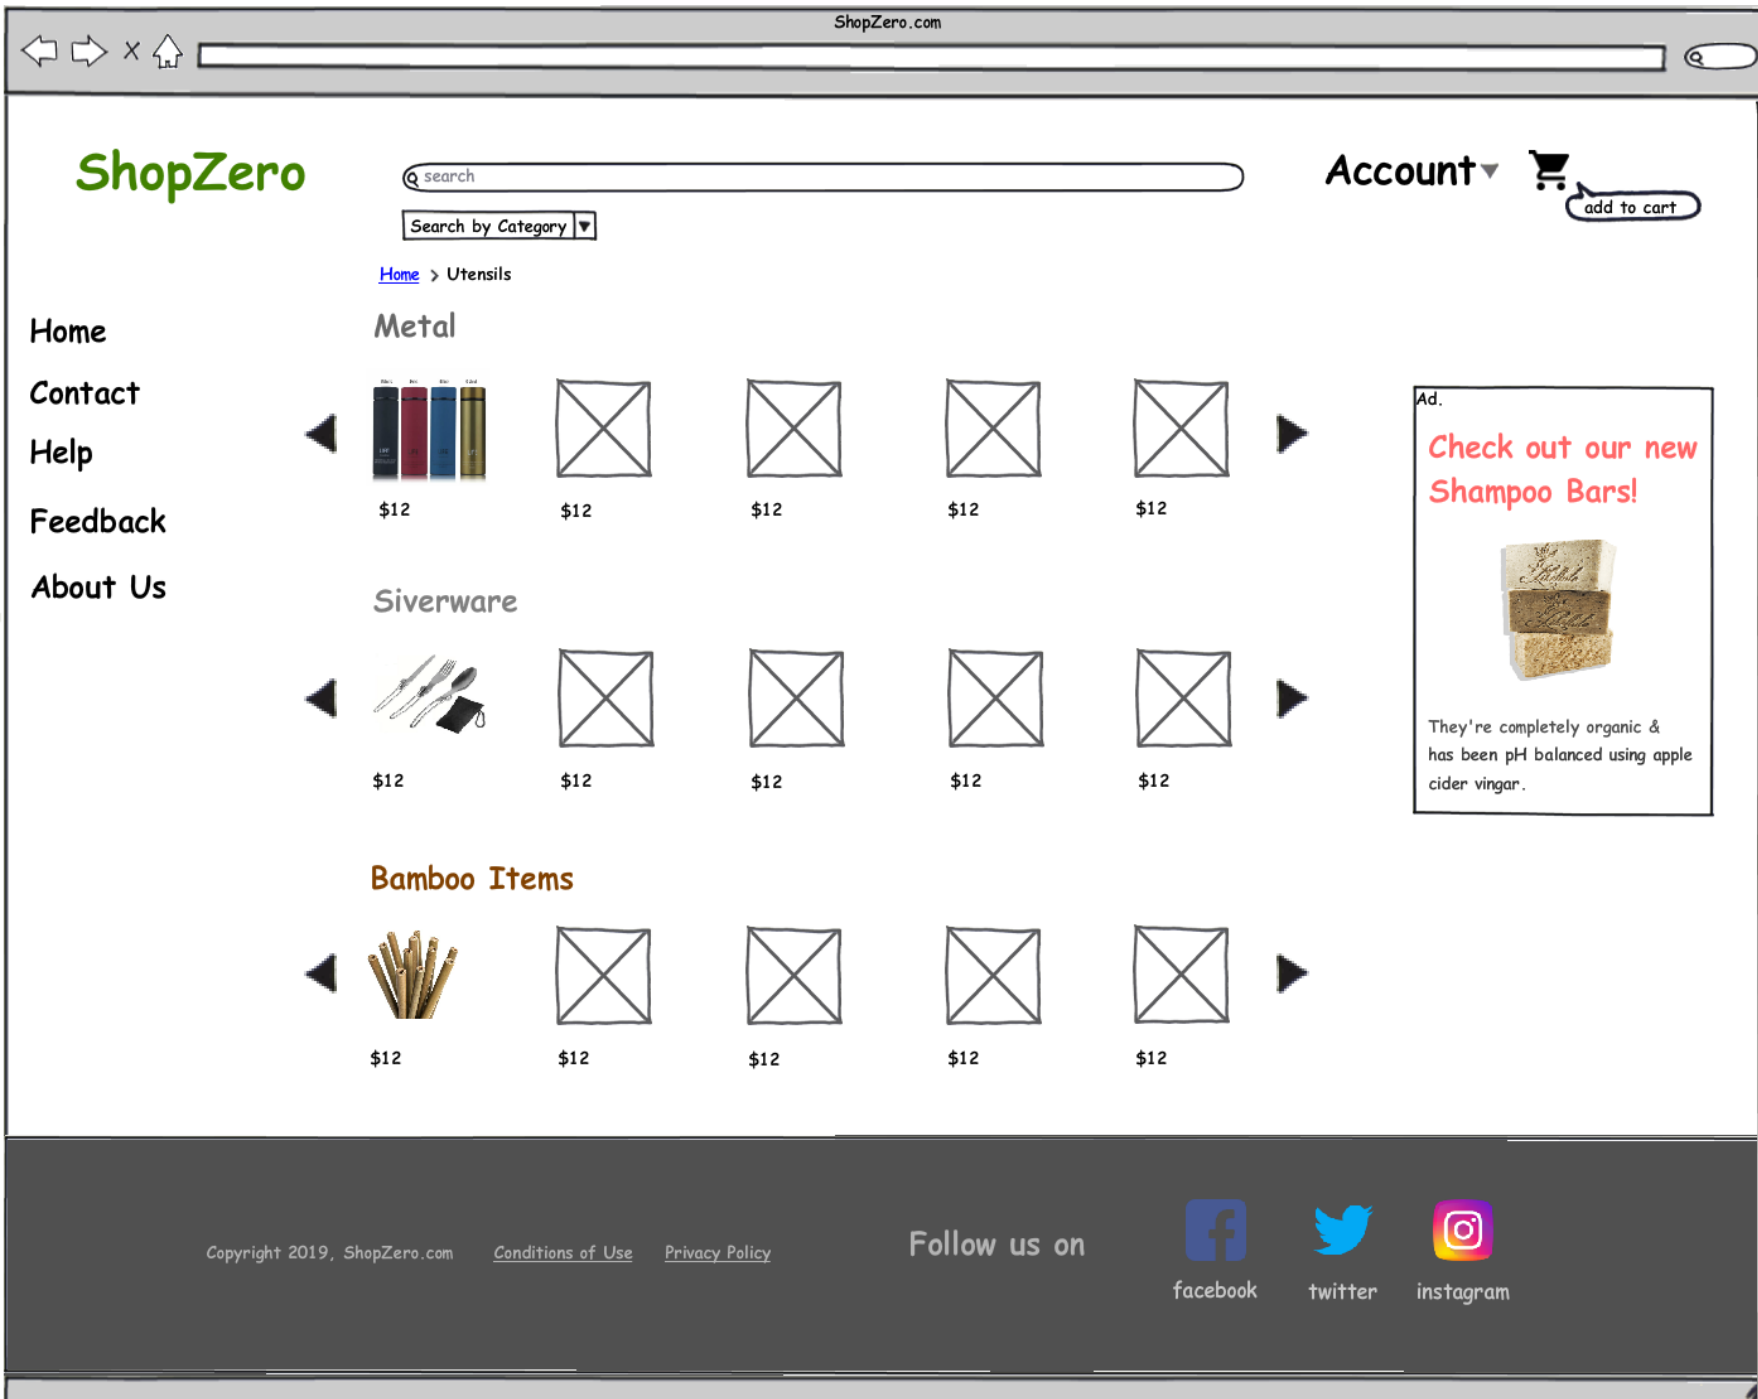 ShopZero.com
ShopZero
search
Account
add to cart
Search by Category
Home > Utensils
Home
Contact
Help
Feedback
About Us
Metal
$12 $12 $12 $12 $12
Siverware
$12 $12 $12 $12 $12
Bamboo Items
$12 $12 $12 $12 $12
Ad.
Check out our new
Shampoo Bars!
They're completely organic &
has been pH balanced using apple
cider vingar.
Copyright 2019, ShopZero.com Conditions of Use Privacy Policy
Follow us on
facebook twitter instagram